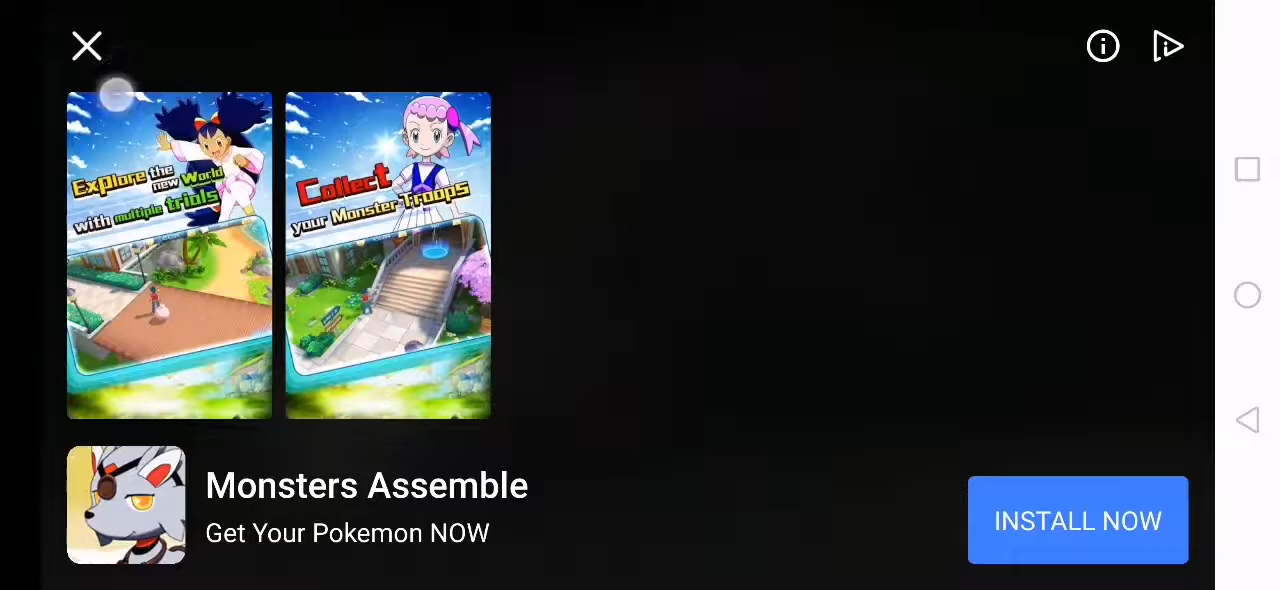 Explore the
new World
with multiple trials
Collect
your Monster Troops
Monsters Assemble
Get Your Pokemon NOW
INSTALL NOW